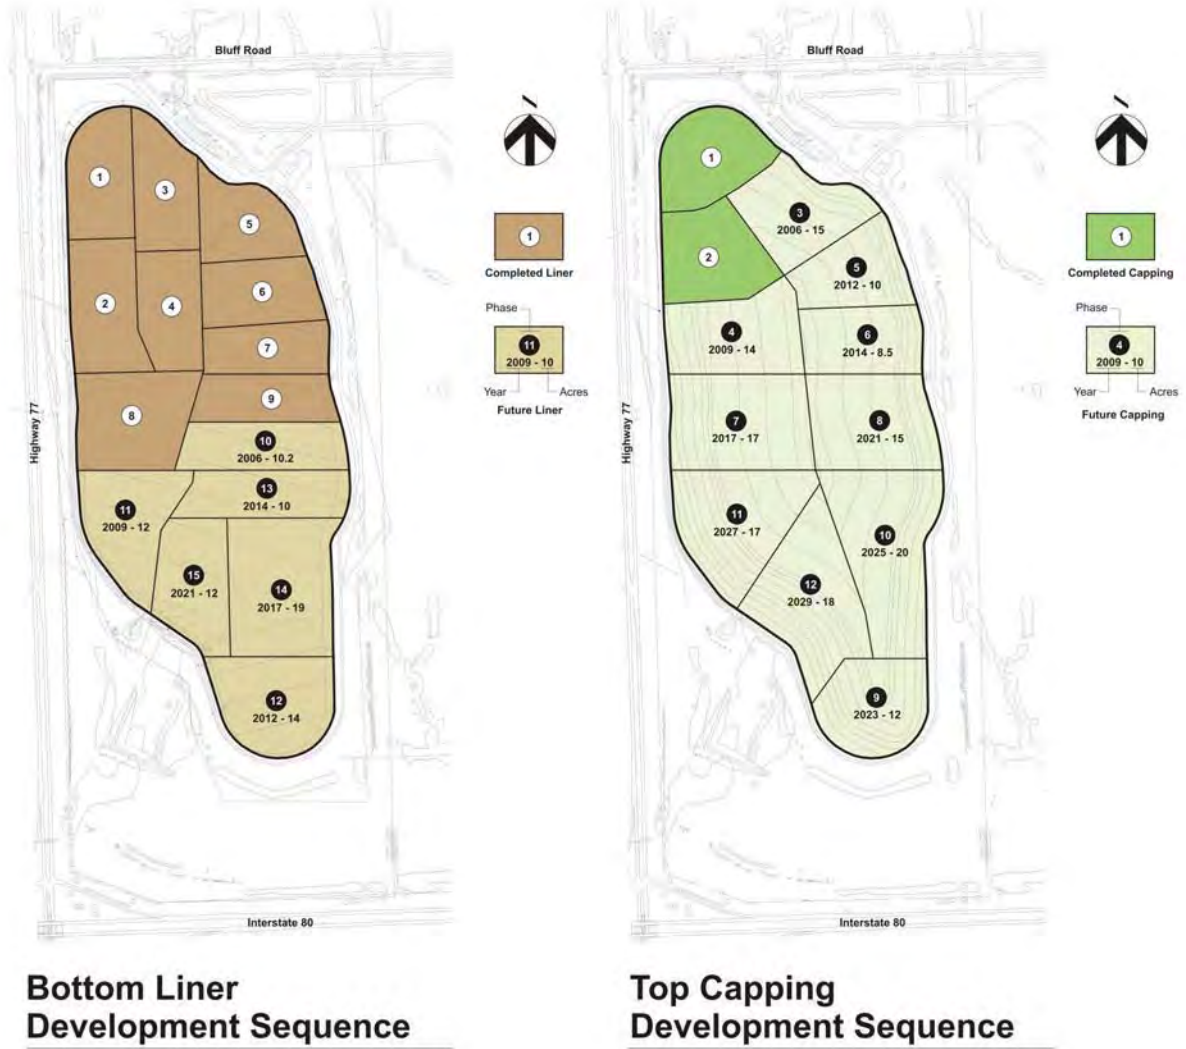 Bluff Road
1
3
5
2
4
6
7
8
9
10
2006 - 10.2
13
2014 - 10
11
2009 - 12
15
2021 - 12
14
2017 - 19
12
2012 - 14
Highway 77
Interstate 80
1
Completed Liner
Phase
11
2009 - 10
Year
Acres
Future Liner
Bottom Liner
Development Sequence
Bluff Road
1
3
2006 - 15
2
5
2012 - 10
4
2009 - 14
6
2014 - 8.5
7
2017 - 17
8
2021 - 15
11
2027 - 17
10
2025 - 20
12
2029 - 18
9
2023 - 12
Highway 77
Interstate 80
1
Completed Capping
Phase
4
2009 - 10
Year
Acres
Future Capping
Top Capping
Development Sequence